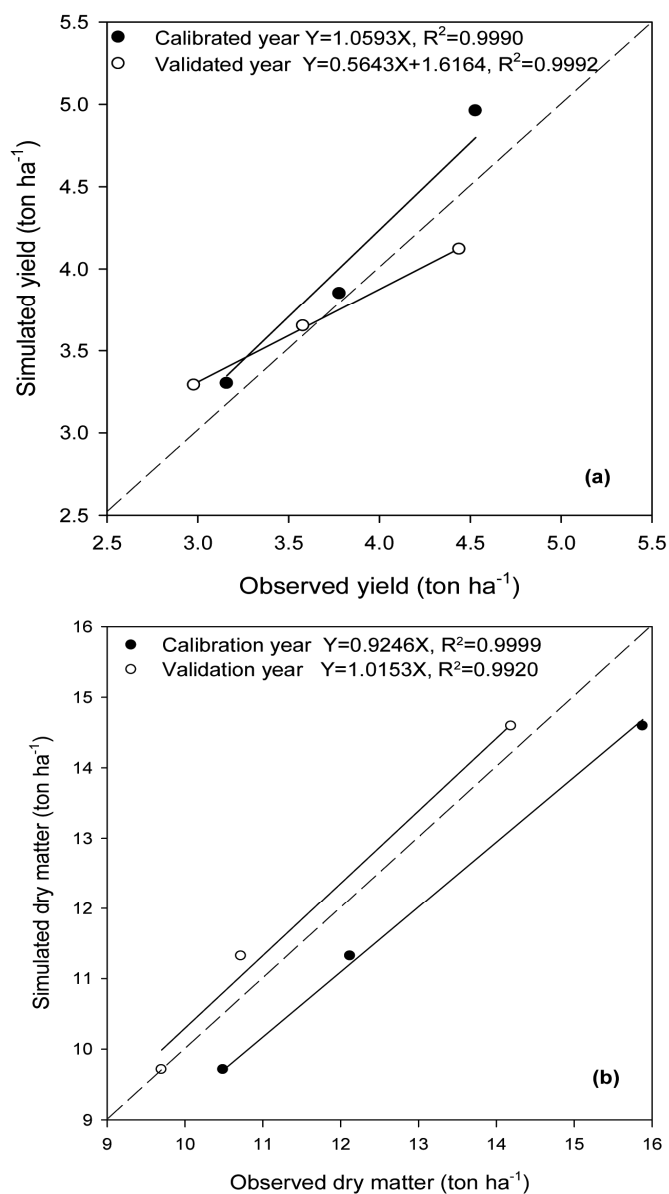 5.5
Calibrated year Y=1.0593X, R²=0.9990
Validated year Y=0.5643X+1.6164, R²=0.9992
5.0
4.5
4.0
3.5
3.0
2.5
Simulated yield (ton ha⁻¹)
(a)
2.5 3.0 3.5 4.0 4.5 5.0 5.5
Observed yield (ton ha⁻¹)
16
Calibration year Y=0.9246X, R²=0.9999
Validation year Y=1.0153X, R²=0.9920
15
14
13
12
11
10
9
Simulated dry matter (ton ha⁻¹)
(b)
9 10 11 12 13 14 15 16
Observed dry matter (ton ha⁻¹)